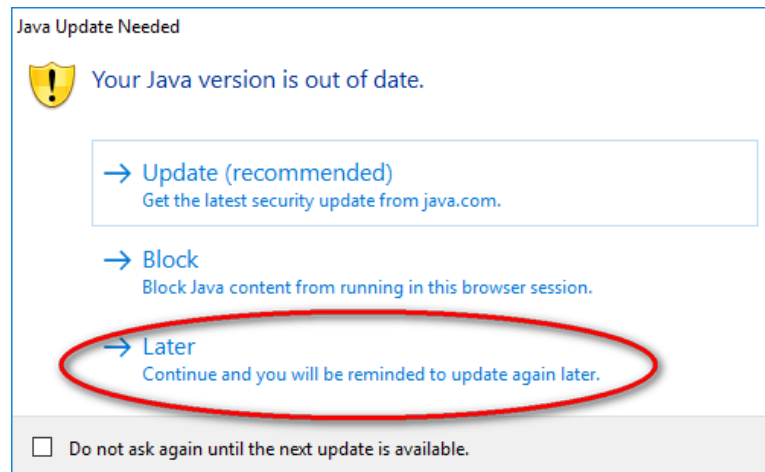 Java Update Needed
Your Java version is out of date.
Update (recommended)
Get the latest security update from java.com.
Block
Block Java content from running in this browser session.
Later
Continue and you will be reminded to update again later.
Do not ask again until the next update is available.